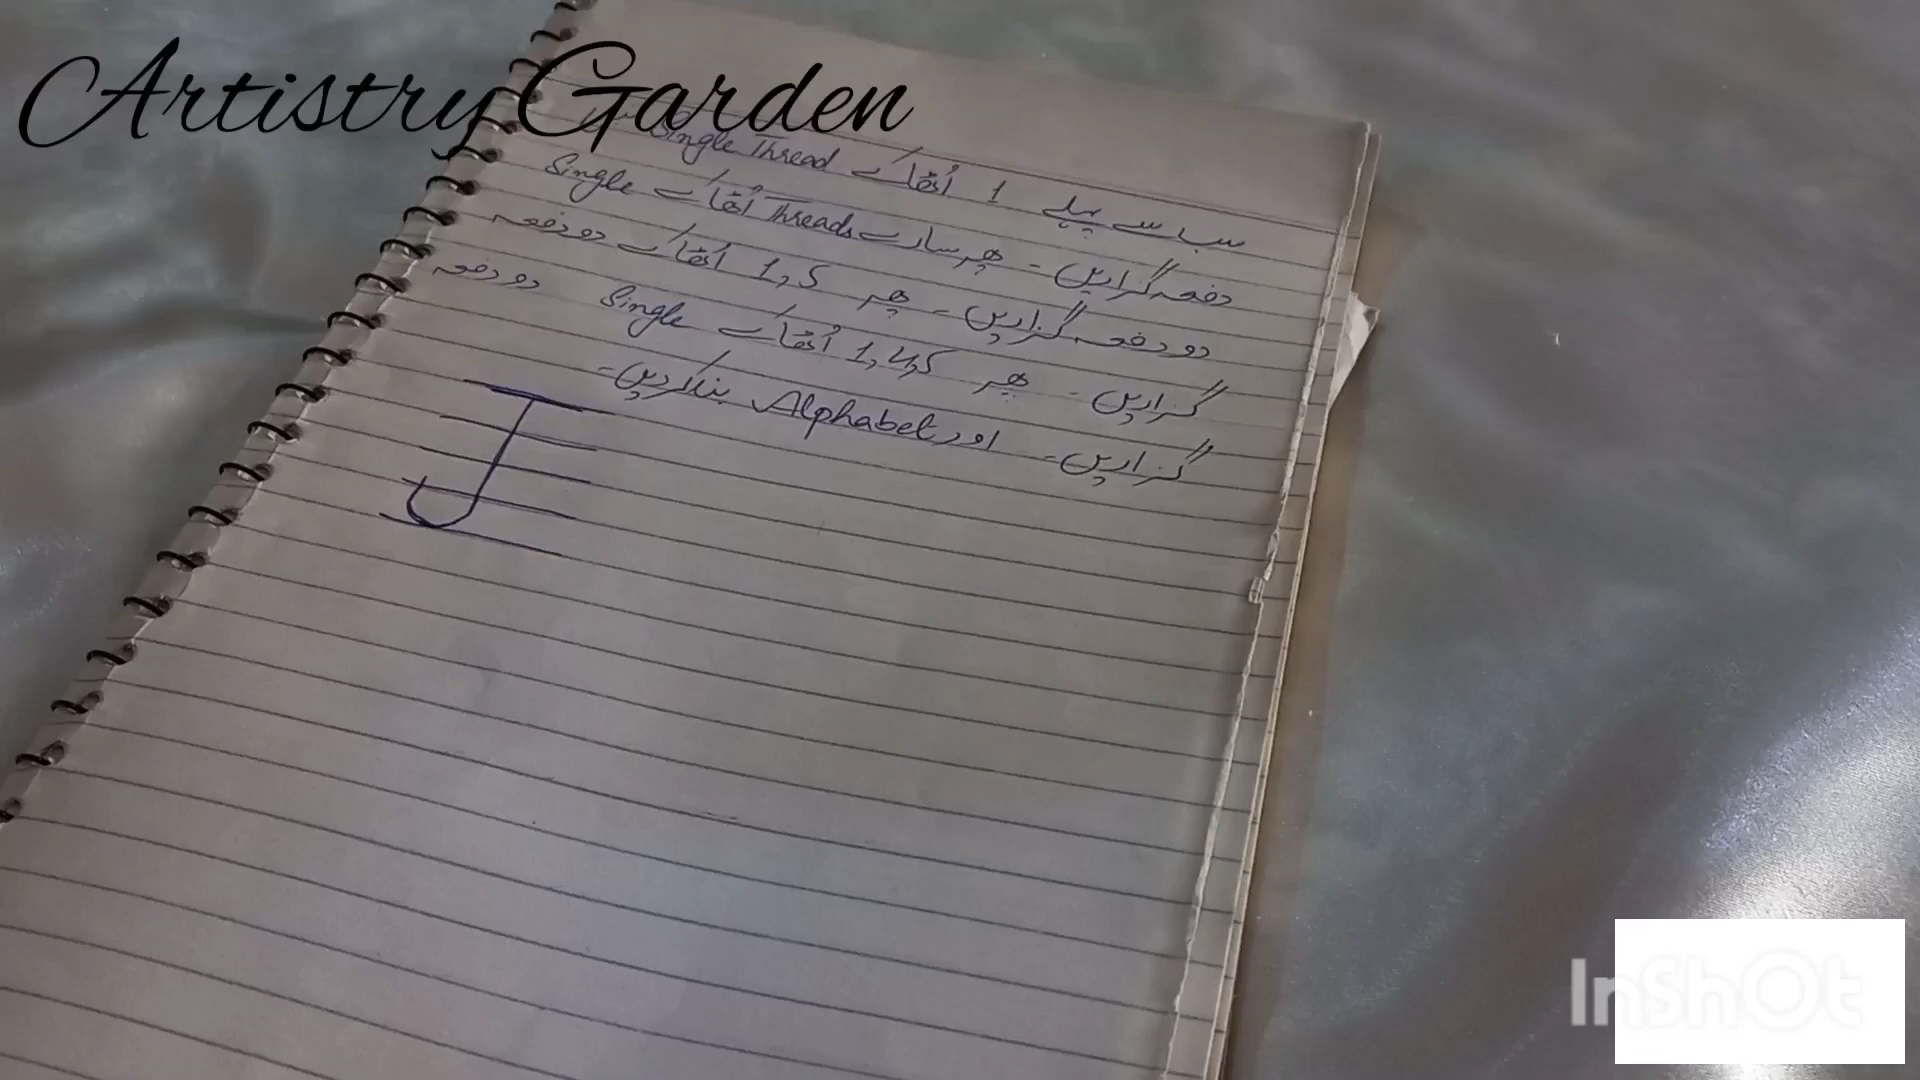 Artistry Garden
سب سے پہلے 1 اُٹھا کے Single Thread
دفعہ گزاریں۔ پھر سارے Threads اُٹھا کے Single
دو دفعہ گزاریں۔ پھر 1,5 اُٹھا کے دو دفعہ
گزاریں۔ پھر 1,4,5 اُٹھا کے Single دو دفعہ
گزاریں۔ اور Alphabet بنا کر دیں۔
J
InShOt